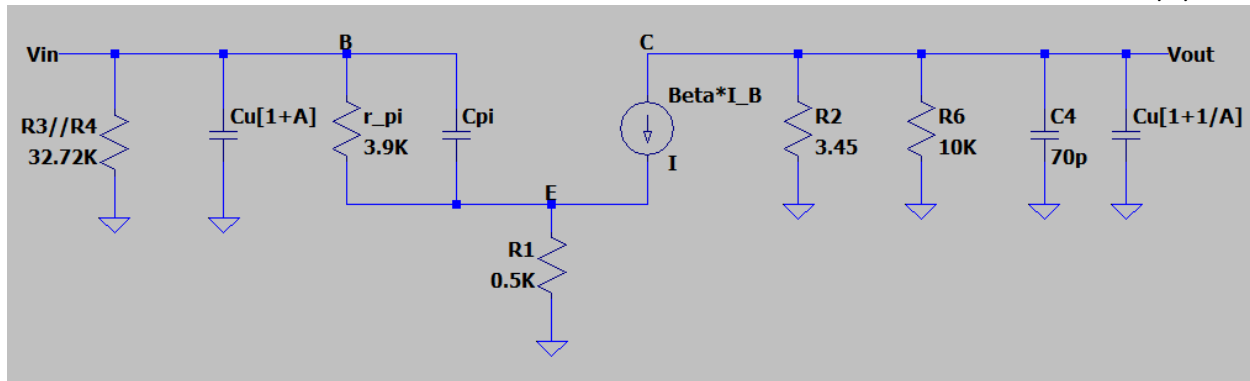 Vin
B
C
Vout
R3//R4
32.72K
Cu[1+A]
r_pi
3.9K
Cpi
Beta*I_B
I
R2
3.45
R6
10K
C4
70p
Cu[1+1/A]
E
R1
0.5K